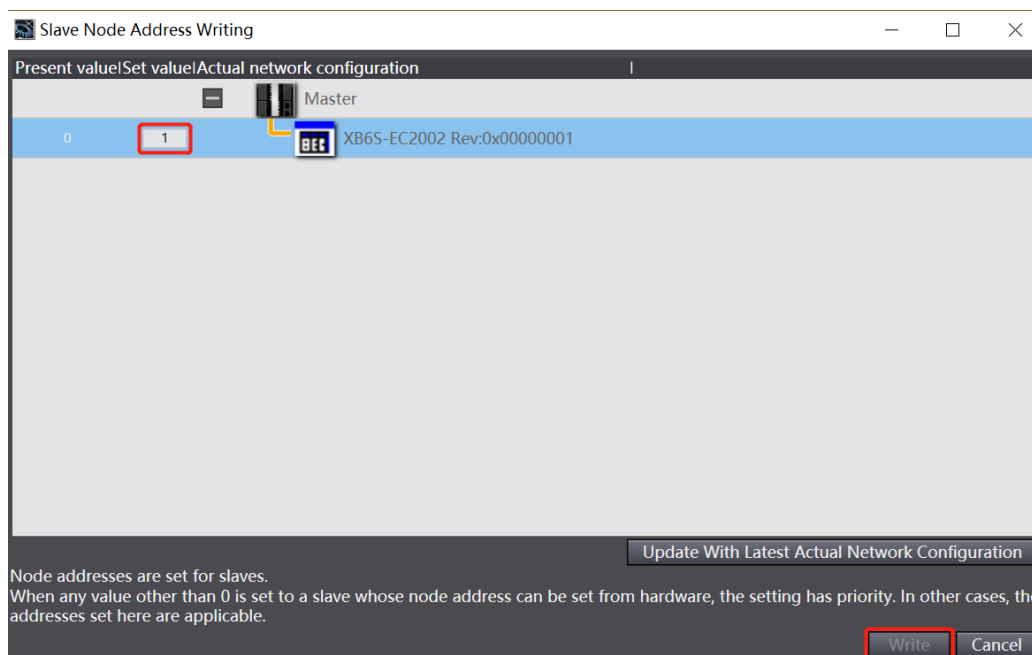 Slave Node Address Writing
Present value|Set value|Actual network configuration |
Master
0 1 XB6S-EC2002 Rev:0x00000001
Update With Latest Actual Network Configuration
Node addresses are set for slaves.
When any value other than 0 is set to a slave whose node address can be set from hardware, the setting has priority. In other cases, the
addresses set here are applicable.
Write Cancel